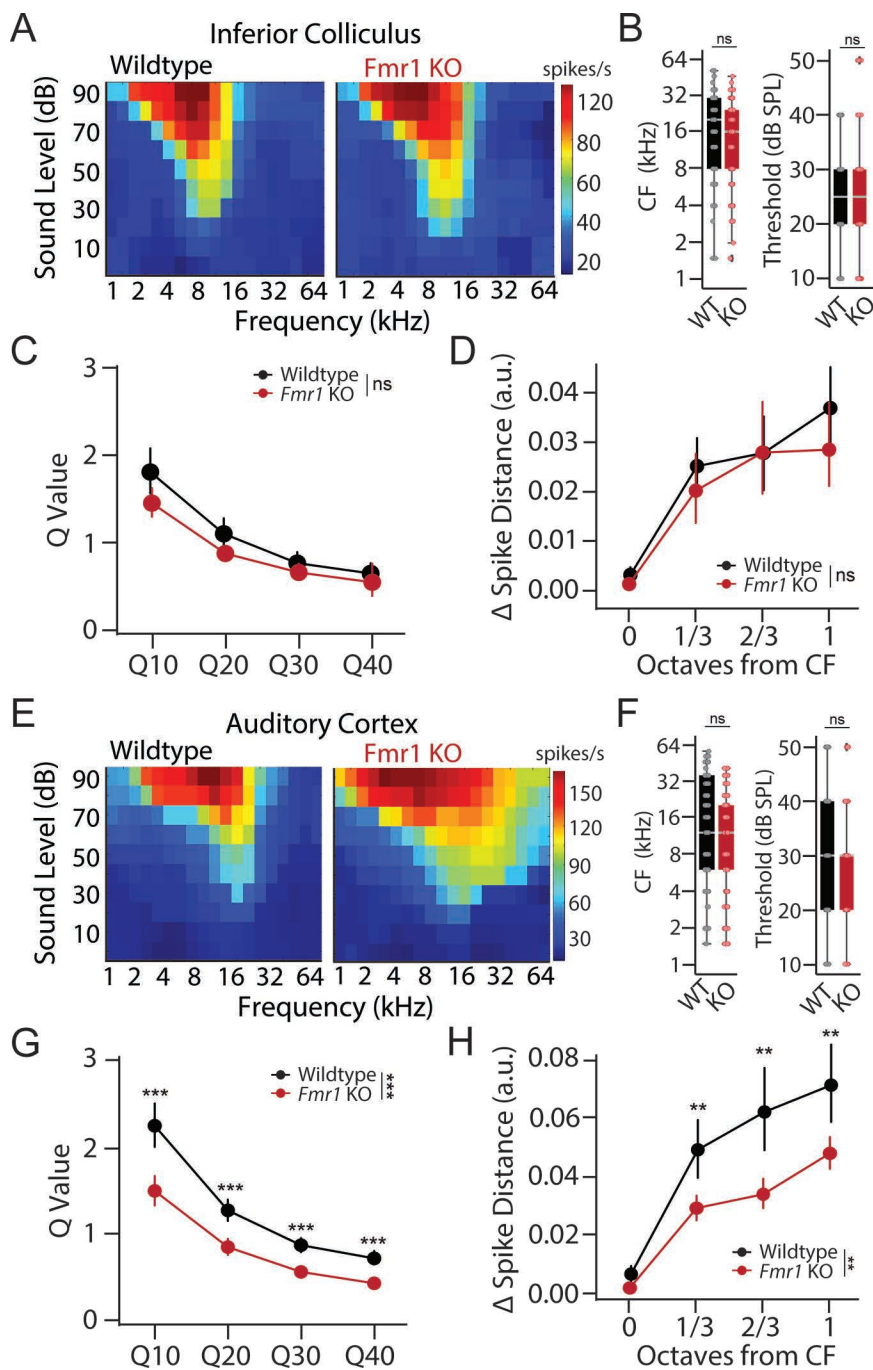 A
Inferior Colliculus
Wildtype
Fmr1 KO
spikes/s
Sound Level (dB)
90
70
50
30
10
120
100
80
60
40
20
1 2 4 8 16 32 64
1 2 4 8 16 32 64
Frequency (kHz)
B
ns
CF (kHz)
64
32
16
8
4
2
1
WT
KO
ns
Threshold (dB SPL)
50
40
30
20
10
WT
KO
C
Q Value
3
2
1
0
Wildtype
Fmr1 KO
ns
Q10 Q20 Q30 Q40
D
Δ Spike Distance (a.u.)
0.04
0.03
0.02
0.01
0.00
Wildtype
Fmr1 KO
ns
0 1/3 2/3 1
Octaves from CF
E
Auditory Cortex
Wildtype
Fmr1 KO
spikes/s
Sound Level (dB)
90
70
50
30
10
150
120
90
60
30
1 2 4 8 16 32 64
1 2 4 8 16 32 64
Frequency (kHz)
F
ns
CF (kHz)
64
32
16
8
4
2
1
WT
KO
ns
Threshold (dB SPL)
50
40
30
20
10
WT
KO
G
Q Value
3
2
1
0
Wildtype
Fmr1 KO
***
*** *** *** ***
Q10 Q20 Q30 Q40
H
Δ Spike Distance (a.u.)
0.08
0.06
0.04
0.02
0.00
** ** **
Wildtype
Fmr1 KO
**
0 1/3 2/3 1
Octaves from CF